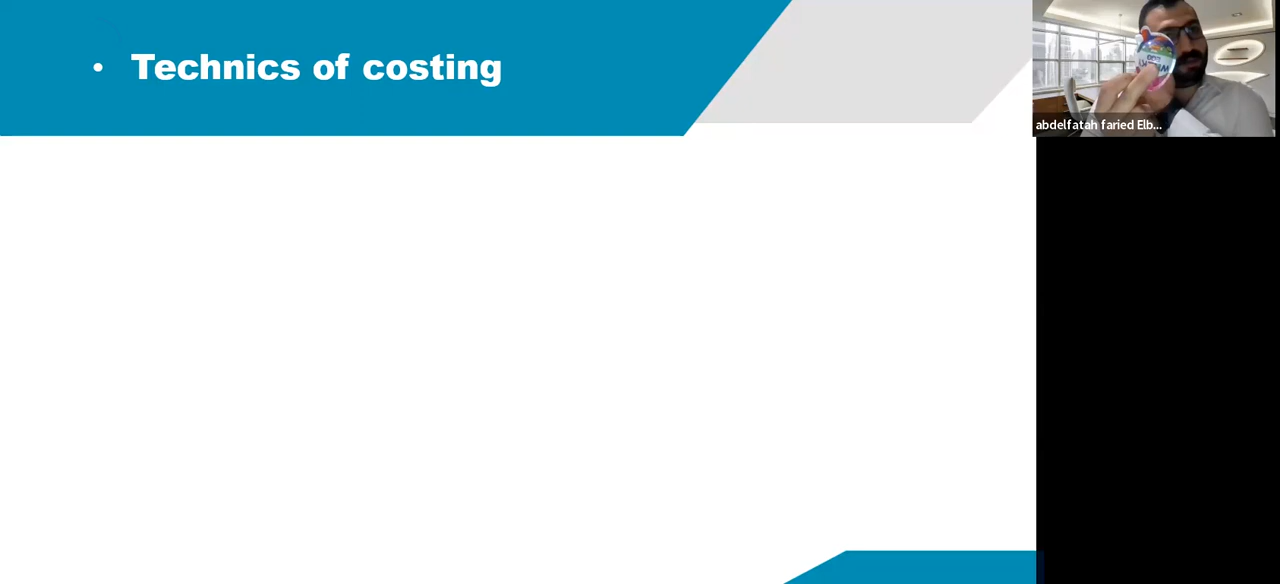 • Technics of costing
abdelfatah faried Elb...